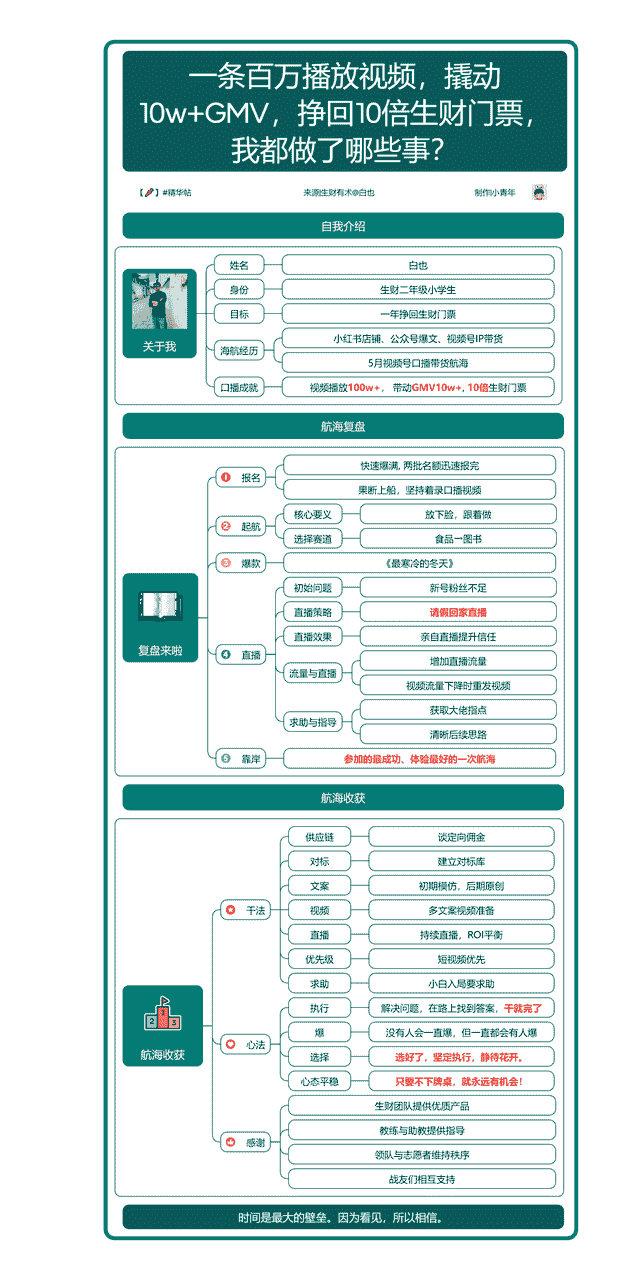 一条百万播放视频，撬动
10w+GMV，挣回10倍生财门票，
我都做了哪些事？
【】#精华帖
来源|生财有术@白也
制作|小青年
自我介绍
关于我
姓名
白也
身份
生财二年级小学生
目标
一年挣回生财门票
海航经历
小红书店铺、公众号爆文、视频号IP带货
5月视频号口播带货航海
口播成就
视频播放100w+， 带动GMV10w+, 10倍生财门票
航海复盘
复盘来啦
1 报名
快速爆满, 两批名额迅速报完
果断上船，坚持着录口播视频
2 起航
核心要义
放下脸，跟着做
选择赛道
食品—图书
3 爆款
《最寒冷的冬天》
4 直播
初始问题
新号粉丝不足
直播策略
请假回家直播
直播效果
亲自直播提升信任
流量与直播
增加直播流量
视频流量下降时重发视频
求助与指导
获取大佬指点
清晰后续思路
5 靠岸
参加的最成功、体验最好的一次航海
航海收获
2 1 3
航海收获
干法
供应链
谈定向佣金
对标
建立对标库
文案
初期模仿，后期原创
视频
多文案视频准备
直播
持续直播，ROI平衡
优先级
短视频优先
求助
小白入局要求助
心法
执行
解决问题，在路上找到答案，干就完了
爆
没有人会一直爆，但一直都会有人爆
选择
选好了，坚定执行，静待花开。
心态平稳
只要不下牌桌，就永远有机会！
感谢
生财团队提供优质产品
教练与助教提供指导
领队与志愿者维持秩序
战友们相互支持
时间是最大的壁垒。因为看见，所以相信。